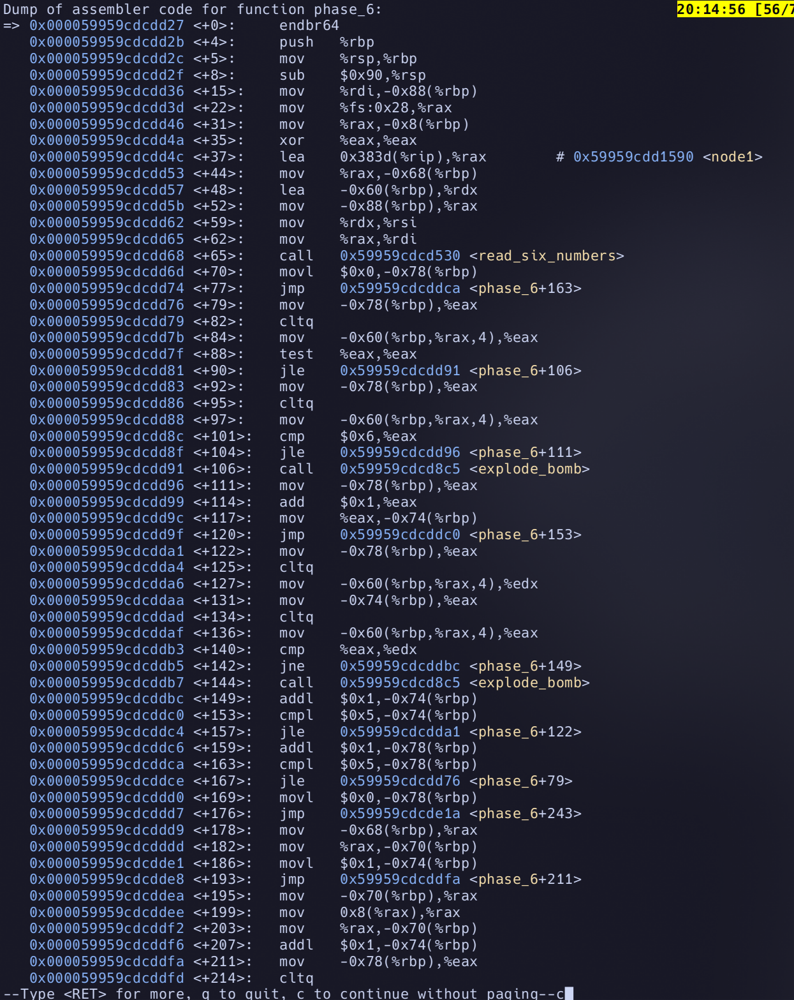 Dump of assembler code for function phase_6: 20:14:56 [56/7
=> 0x000059959cdcdd27 <+0>: endbr64
0x000059959cdcdd2b <+4>: push %rbp
0x000059959cdcdd2c <+5>: mov %rsp,%rbp
0x000059959cdcdd2f <+8>: sub $0x90,%rsp
0x000059959cdcdd36 <+15>: mov %rdi,-0x88(%rbp)
0x000059959cdcdd3d <+22>: mov %fs:0x28,%rax
0x000059959cdcdd46 <+31>: mov %rax,-0x8(%rbp)
0x000059959cdcdd4a <+35>: xor %eax,%eax
0x000059959cdcdd4c <+37>: lea 0x383d(%rip),%rax # 0x59959cdd1590 <node1>
0x000059959cdcdd53 <+44>: mov %rax,-0x68(%rbp)
0x000059959cdcdd57 <+48>: lea -0x60(%rbp),%rdx
0x000059959cdcdd5b <+52>: mov -0x88(%rbp),%rax
0x000059959cdcdd62 <+59>: mov %rdx,%rsi
0x000059959cdcdd65 <+62>: mov %rax,%rdi
0x000059959cdcdd68 <+65>: call 0x59959cdcd530 <read_six_numbers>
0x000059959cdcdd6d <+70>: movl $0x0,-0x78(%rbp)
0x000059959cdcdd74 <+77>: jmp 0x59959cdcddca <phase_6+163>
0x000059959cdcdd76 <+79>: mov -0x78(%rbp),%eax
0x000059959cdcdd79 <+82>: cltq
0x000059959cdcdd7b <+84>: mov -0x60(%rbp,%rax,4),%eax
0x000059959cdcdd7f <+88>: test %eax,%eax
0x000059959cdcdd81 <+90>: jle 0x59959cdcdd91 <phase_6+106>
0x000059959cdcdd83 <+92>: mov -0x78(%rbp),%eax
0x000059959cdcdd86 <+95>: cltq
0x000059959cdcdd88 <+97>: mov -0x60(%rbp,%rax,4),%eax
0x000059959cdcdd8c <+101>: cmp $0x6,%eax
0x000059959cdcdd8f <+104>: jle 0x59959cdcdd96 <phase_6+111>
0x000059959cdcdd91 <+106>: call 0x59959cdcd8c5 <explode_bomb>
0x000059959cdcdd96 <+111>: mov -0x78(%rbp),%eax
0x000059959cdcdd99 <+114>: add $0x1,%eax
0x000059959cdcdd9c <+117>: mov %eax,-0x74(%rbp)
0x000059959cdcdd9f <+120>: jmp 0x59959cdcddc0 <phase_6+153>
0x000059959cdcdda1 <+122>: mov -0x78(%rbp),%eax
0x000059959cdcdda4 <+125>: cltq
0x000059959cdcdda6 <+127>: mov -0x60(%rbp,%rax,4),%edx
0x000059959cdcddaa <+131>: mov -0x74(%rbp),%eax
0x000059959cdcddad <+134>: cltq
0x000059959cdcddaf <+136>: mov -0x60(%rbp,%rax,4),%eax
0x000059959cdcddb3 <+140>: cmp %eax,%edx
0x000059959cdcddb5 <+142>: jne 0x59959cdcddbc <phase_6+149>
0x000059959cdcddb7 <+144>: call 0x59959cdcd8c5 <explode_bomb>
0x000059959cdcddbc <+149>: addl $0x1,-0x74(%rbp)
0x000059959cdcddc0 <+153>: cmpl $0x5,-0x74(%rbp)
0x000059959cdcddc4 <+157>: jle 0x59959cdcdda1 <phase_6+122>
0x000059959cdcddc6 <+159>: addl $0x1,-0x78(%rbp)
0x000059959cdcddca <+163>: cmpl $0x5,-0x78(%rbp)
0x000059959cdcddce <+167>: jle 0x59959cdcdd76 <phase_6+79>
0x000059959cdcddd0 <+169>: movl $0x0,-0x78(%rbp)
0x000059959cdcddd7 <+176>: jmp 0x59959cdcde1a <phase_6+243>
0x000059959cdcddd9 <+178>: mov -0x68(%rbp),%rax
0x000059959cdcdddd <+182>: mov %rax,-0x70(%rbp)
0x000059959cdcdde1 <+186>: movl $0x1,-0x74(%rbp)
0x000059959cdcdde8 <+193>: jmp 0x59959cdcddfa <phase_6+211>
0x000059959cdcddea <+195>: mov -0x70(%rbp),%rax
0x000059959cdcddee <+199>: mov 0x8(%rax),%rax
0x000059959cdcddf2 <+203>: mov %rax,-0x70(%rbp)
0x000059959cdcddf6 <+207>: addl $0x1,-0x74(%rbp)
0x000059959cdcddfa <+211>: mov -0x78(%rbp),%eax
0x000059959cdcddfd <+214>: cltq
--Type <RET> for more, q to quit, c to continue without paging--c